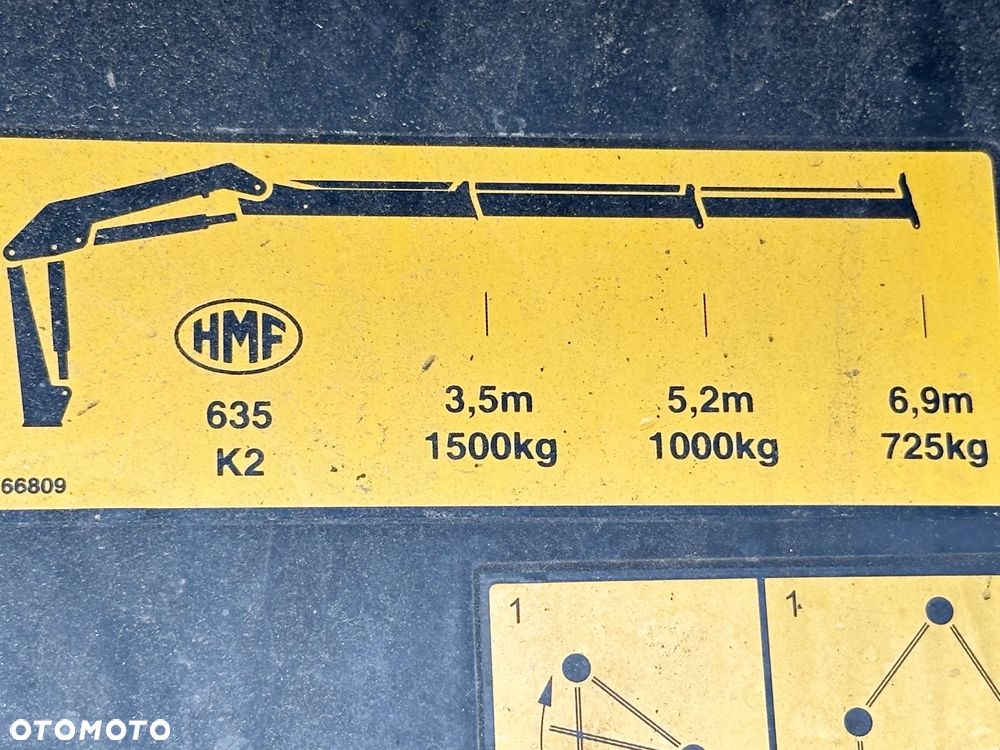 HMF
635
K2
3,5m
1500kg
5,2m
1000kg
6,9m
725kg
66809
1
1
OTOMOTO